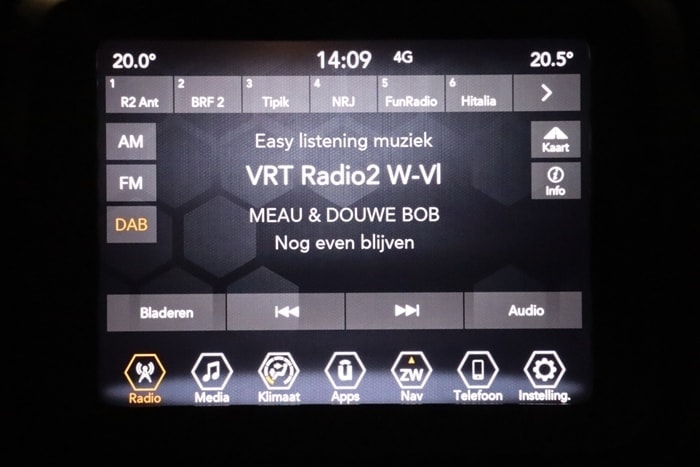 20.0° 14:09 4G 20.5°
1 R2 Ant 2 BRF 2 3 Tipik 4 NRJ 5 FunRadio 6 Hitalia
AM
Easy listening muziek
Kaart
FM
VRT Radio2 W-Vl
Info
DAB
MEAU & DOUWE BOB
Nog even blijven
Bladeren Audio
ZW
Radio Media Klimaat Apps Nav Telefoon Instelling.